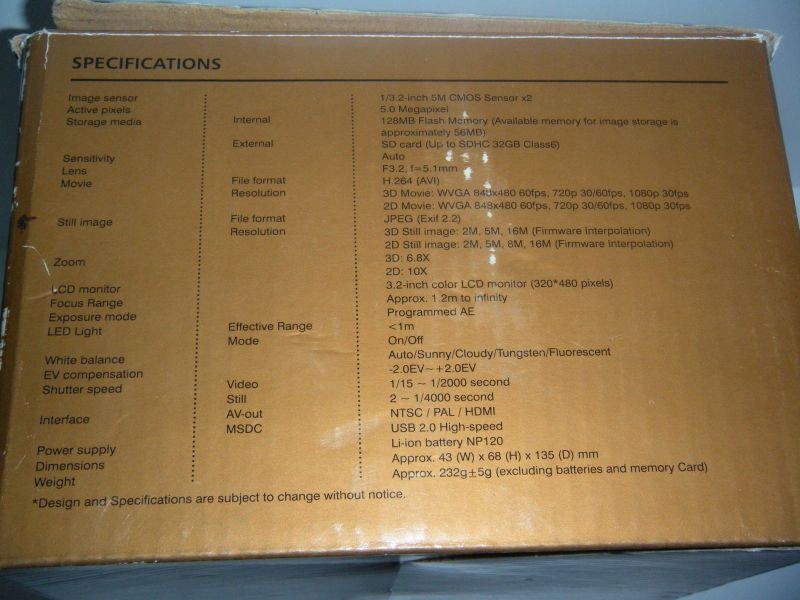 SPECIFICATIONS
Image sensor 1/3.2-inch 5M CMOS Sensor x2
Active pixels 5.0 Megapixel
Storage media Internal 128MB Flash Memory (Available memory for image storage is
approximately 56MB)
External SD card (Up to SDHC 32GB Class6)
Sensitivity Auto
Lens F3.2, f=5.1mm
Movie File format H.264 (AVI)
Resolution 3D Movie: WVGA 848x480 60fps, 720p 30/60fps, 1080p 30fps
2D Movie: WVGA 848x480 60fps, 720p 30/60fps, 1080p 30fps
Still image File format JPEG (Exif 2.2)
Resolution 3D Still image: 2M, 5M, 16M (Firmware Interpolation)
2D Still image: 2M, 5M, 8M, 16M (Firmware Interpolation)
Zoom 3D: 6.8X
2D: 10X
LCD monitor 3.2-inch color LCD monitor (320*480 pixels)
Focus Range Approx. 1.2m to infinity
Exposure mode Programmed AE
LED Light Effective Range <1m
Mode On/Off
White balance Auto/Sunny/Cloudy/Tungsten/Fluorescent
EV compensation -2.0EV~+2.0EV
Shutter speed Video 1/15 ~ 1/2000 second
Still 2 ~ 1/4000 second
Interface AV-out NTSC / PAL / HDMI
MSDC USB 2.0 High-speed
Power supply Li-ion battery NP120
Dimensions Approx. 43 (W) x 68 (H) x 135 (D) mm
Weight Approx. 232g±5g (excluding batteries and memory Card)
*Design and Specifications are subject to change without notice.